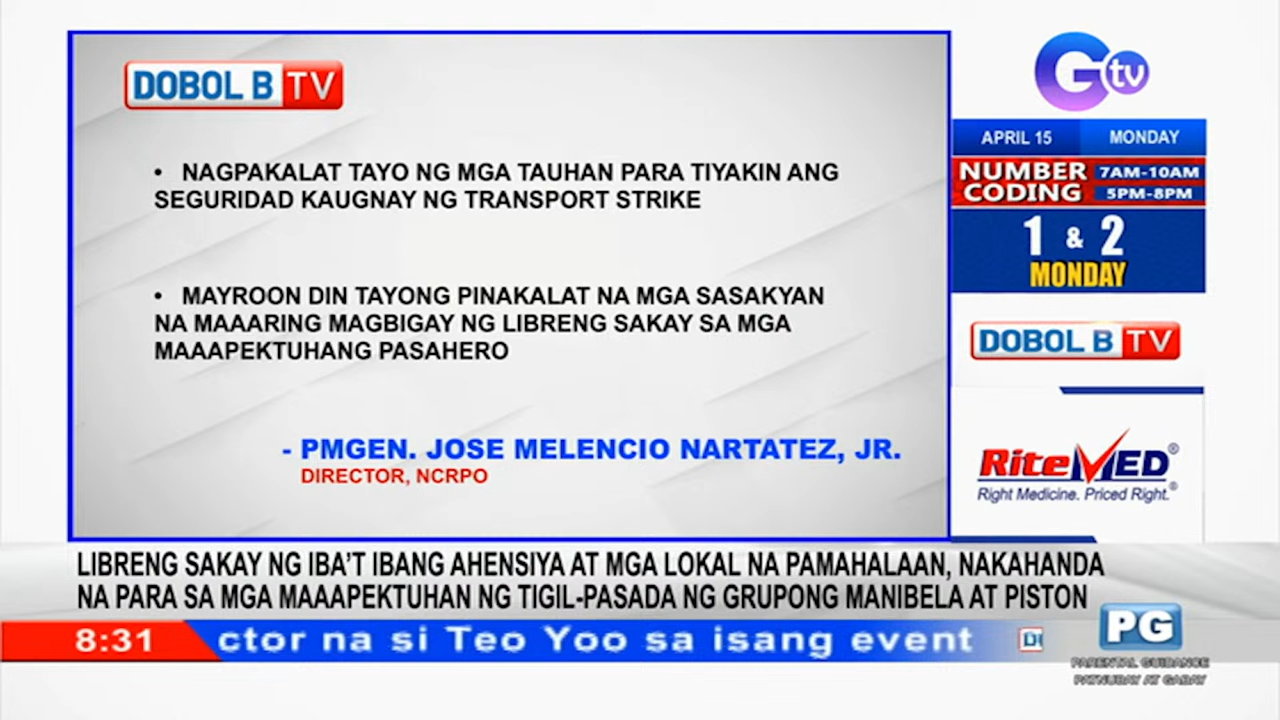 DOBOL B TV
• NAGPAKALAT TAYO NG MGA TAUHAN PARA TIYAKIN ANG
SEGURIDAD KAUGNAY NG TRANSPORT STRIKE
• MAYROON DIN TAYONG PINAKALAT NA MGA SASAKYAN
NA MAAARING MAGBIGAY NG LIBRENG SAKAY SA MGA
MAAAPEKTUHANG PASAHERO
- PMGEN. JOSE MELENCIO NARTATEZ, JR.
DIRECTOR, NCRPO
Gtv
APRIL 15 MONDAY
NUMBER CODING
7AM-10AM
5PM-8PM
1 & 2
MONDAY
DOBOL B TV
RiteMED®
Right Medicine. Priced Right.®
LIBRENG SAKAY NG IBA'T IBANG AHENSIYA AT MGA LOKAL NA PAMAHALAAN, NAKAHANDA
NA PARA SA MGA MAAAPEKTUHAN NG TIGIL-PASADA NG GRUPONG MANIBELA AT PISTON
8:31 ctor na si Teo Yoo sa isang event
PG
PARENTAL GUIDANCE
PATNUBAY AT GABAY